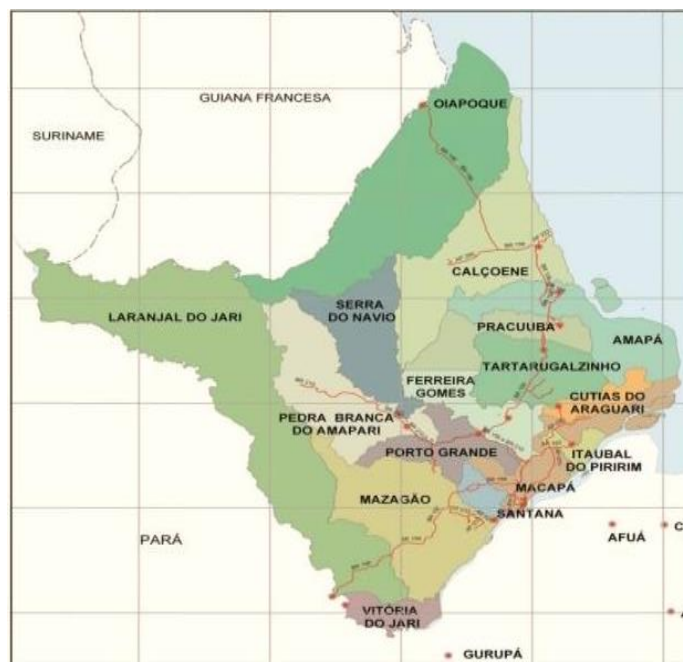 OIAPOQUE
GUIANA FRANCESA
SURINAME
CALÇOENE
SERRA
DO NAVIO
LARANJAL DO JARI
PRACUUBA
AMAPÁ
TARTARUGALZINHO
FERREIRA
GOMES
CUTIAS DO
ARAGUARI
PEDRA BRANCA
DO AMAPARI
PORTO GRANDE
ITAUBAL
DO PIRIRIM
MACAPÁ
MAZAGÃO
SANTANA
PARÁ
AFUÁ
VITÓRIA
DO JARI
GURUPÁ